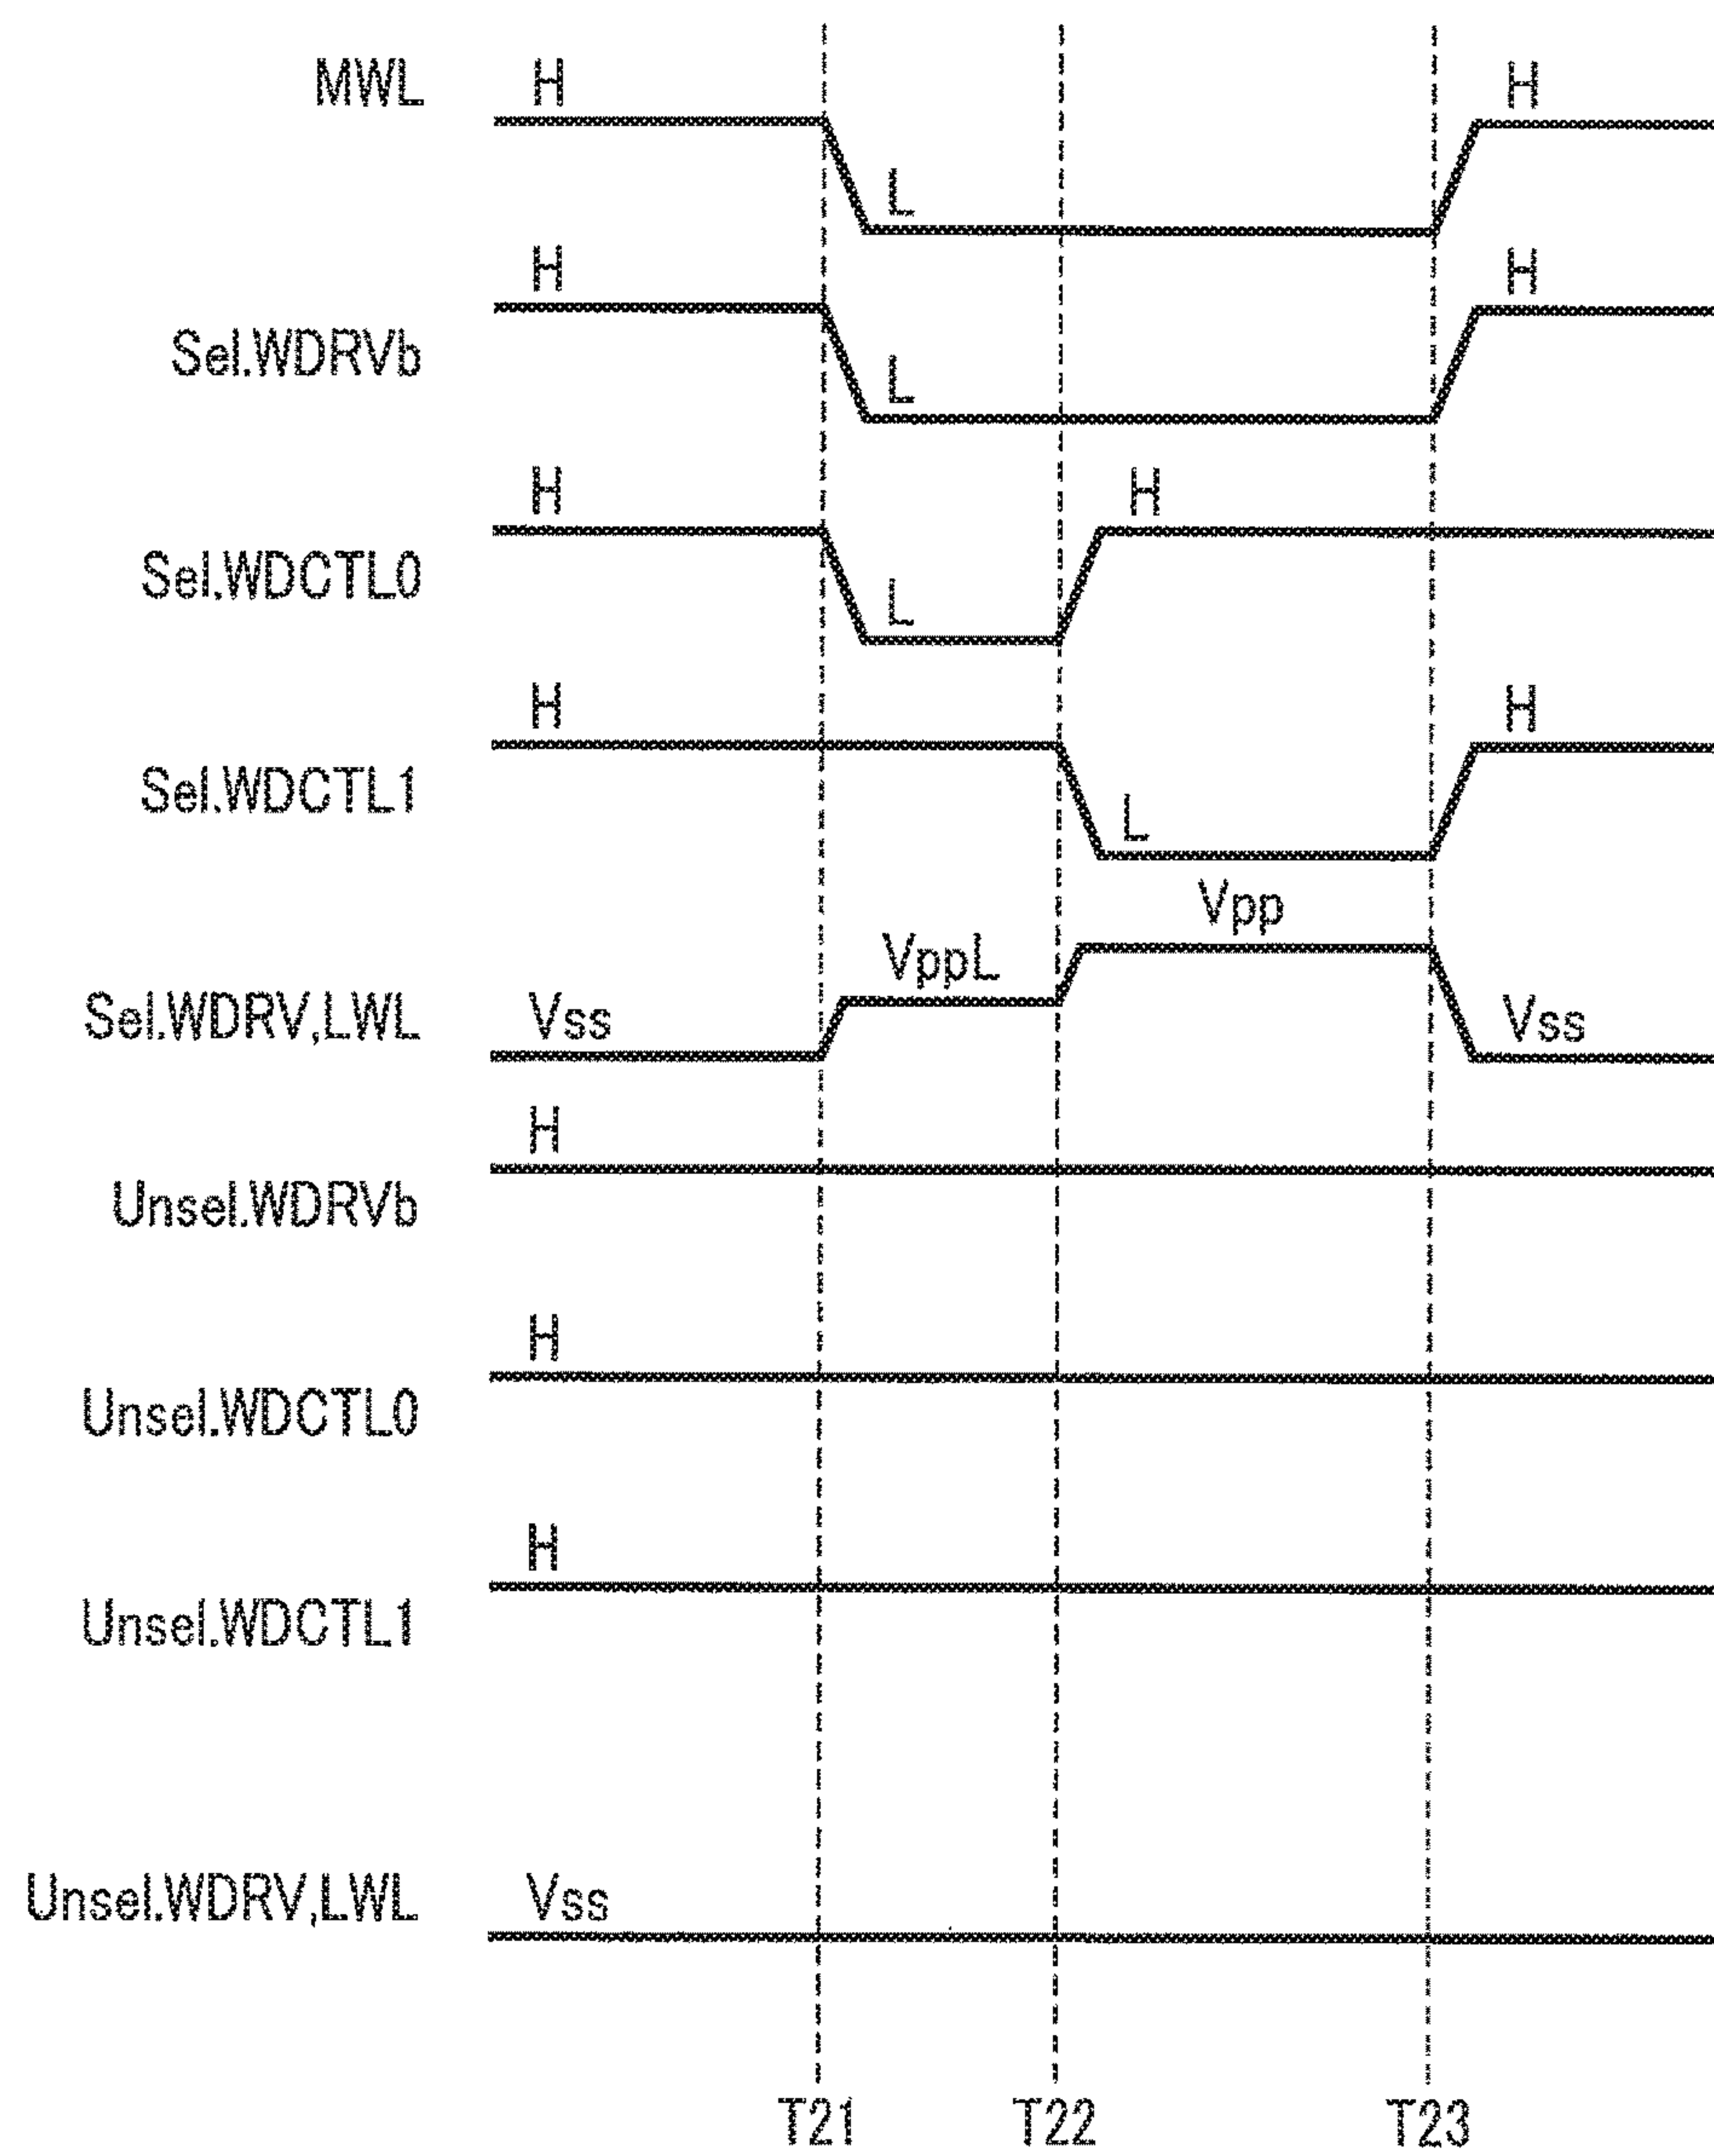 MWL H H
L
Sel.WDRVb H H
L
Sel.WDCTL0 H H
L
Sel.WDCTL1 H H
L
Sel.WDRV,LWL Vss VppL Vpp Vss
Unsel.WDRVb H
Unsel.WDCTL0 H
Unsel.WDCTL1 H
Unsel.WDRV,LWL Vss
T21 T22 T23